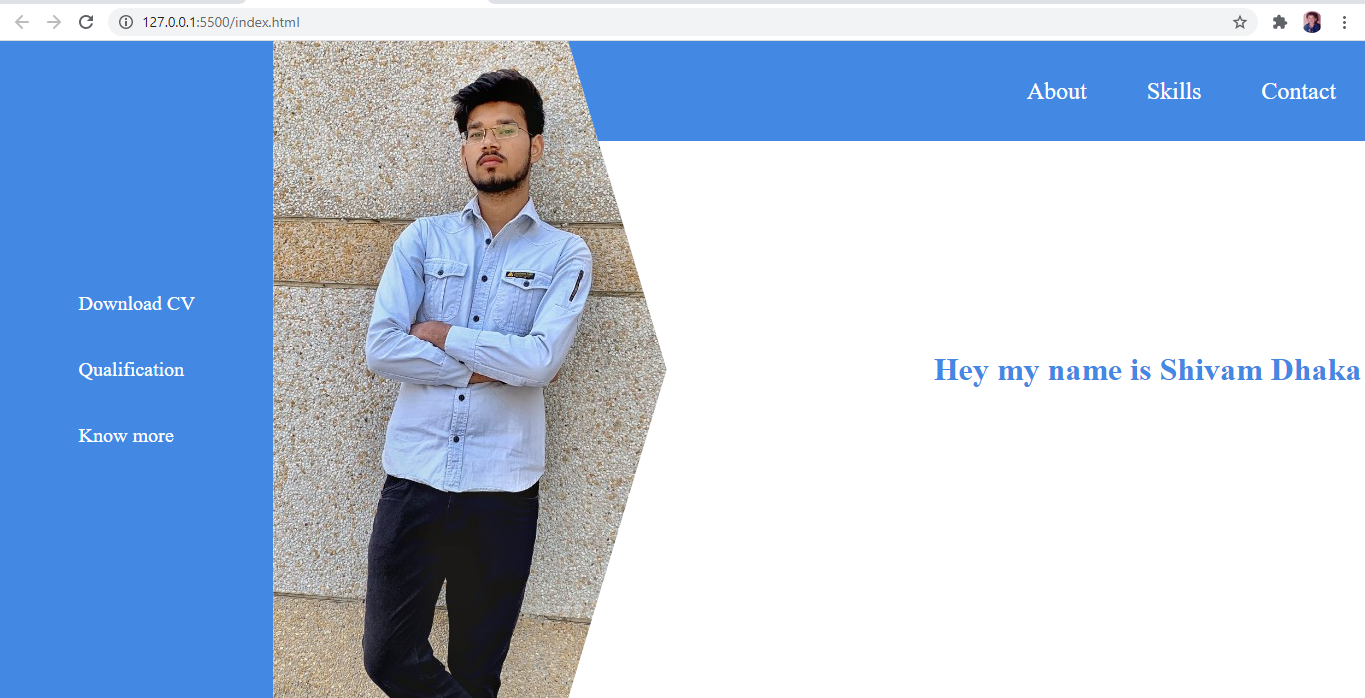 127.0.0.1:5500/index.html
About Skills Contact
Download CV
Qualification
Know more
Hey my name is Shivam Dhaka